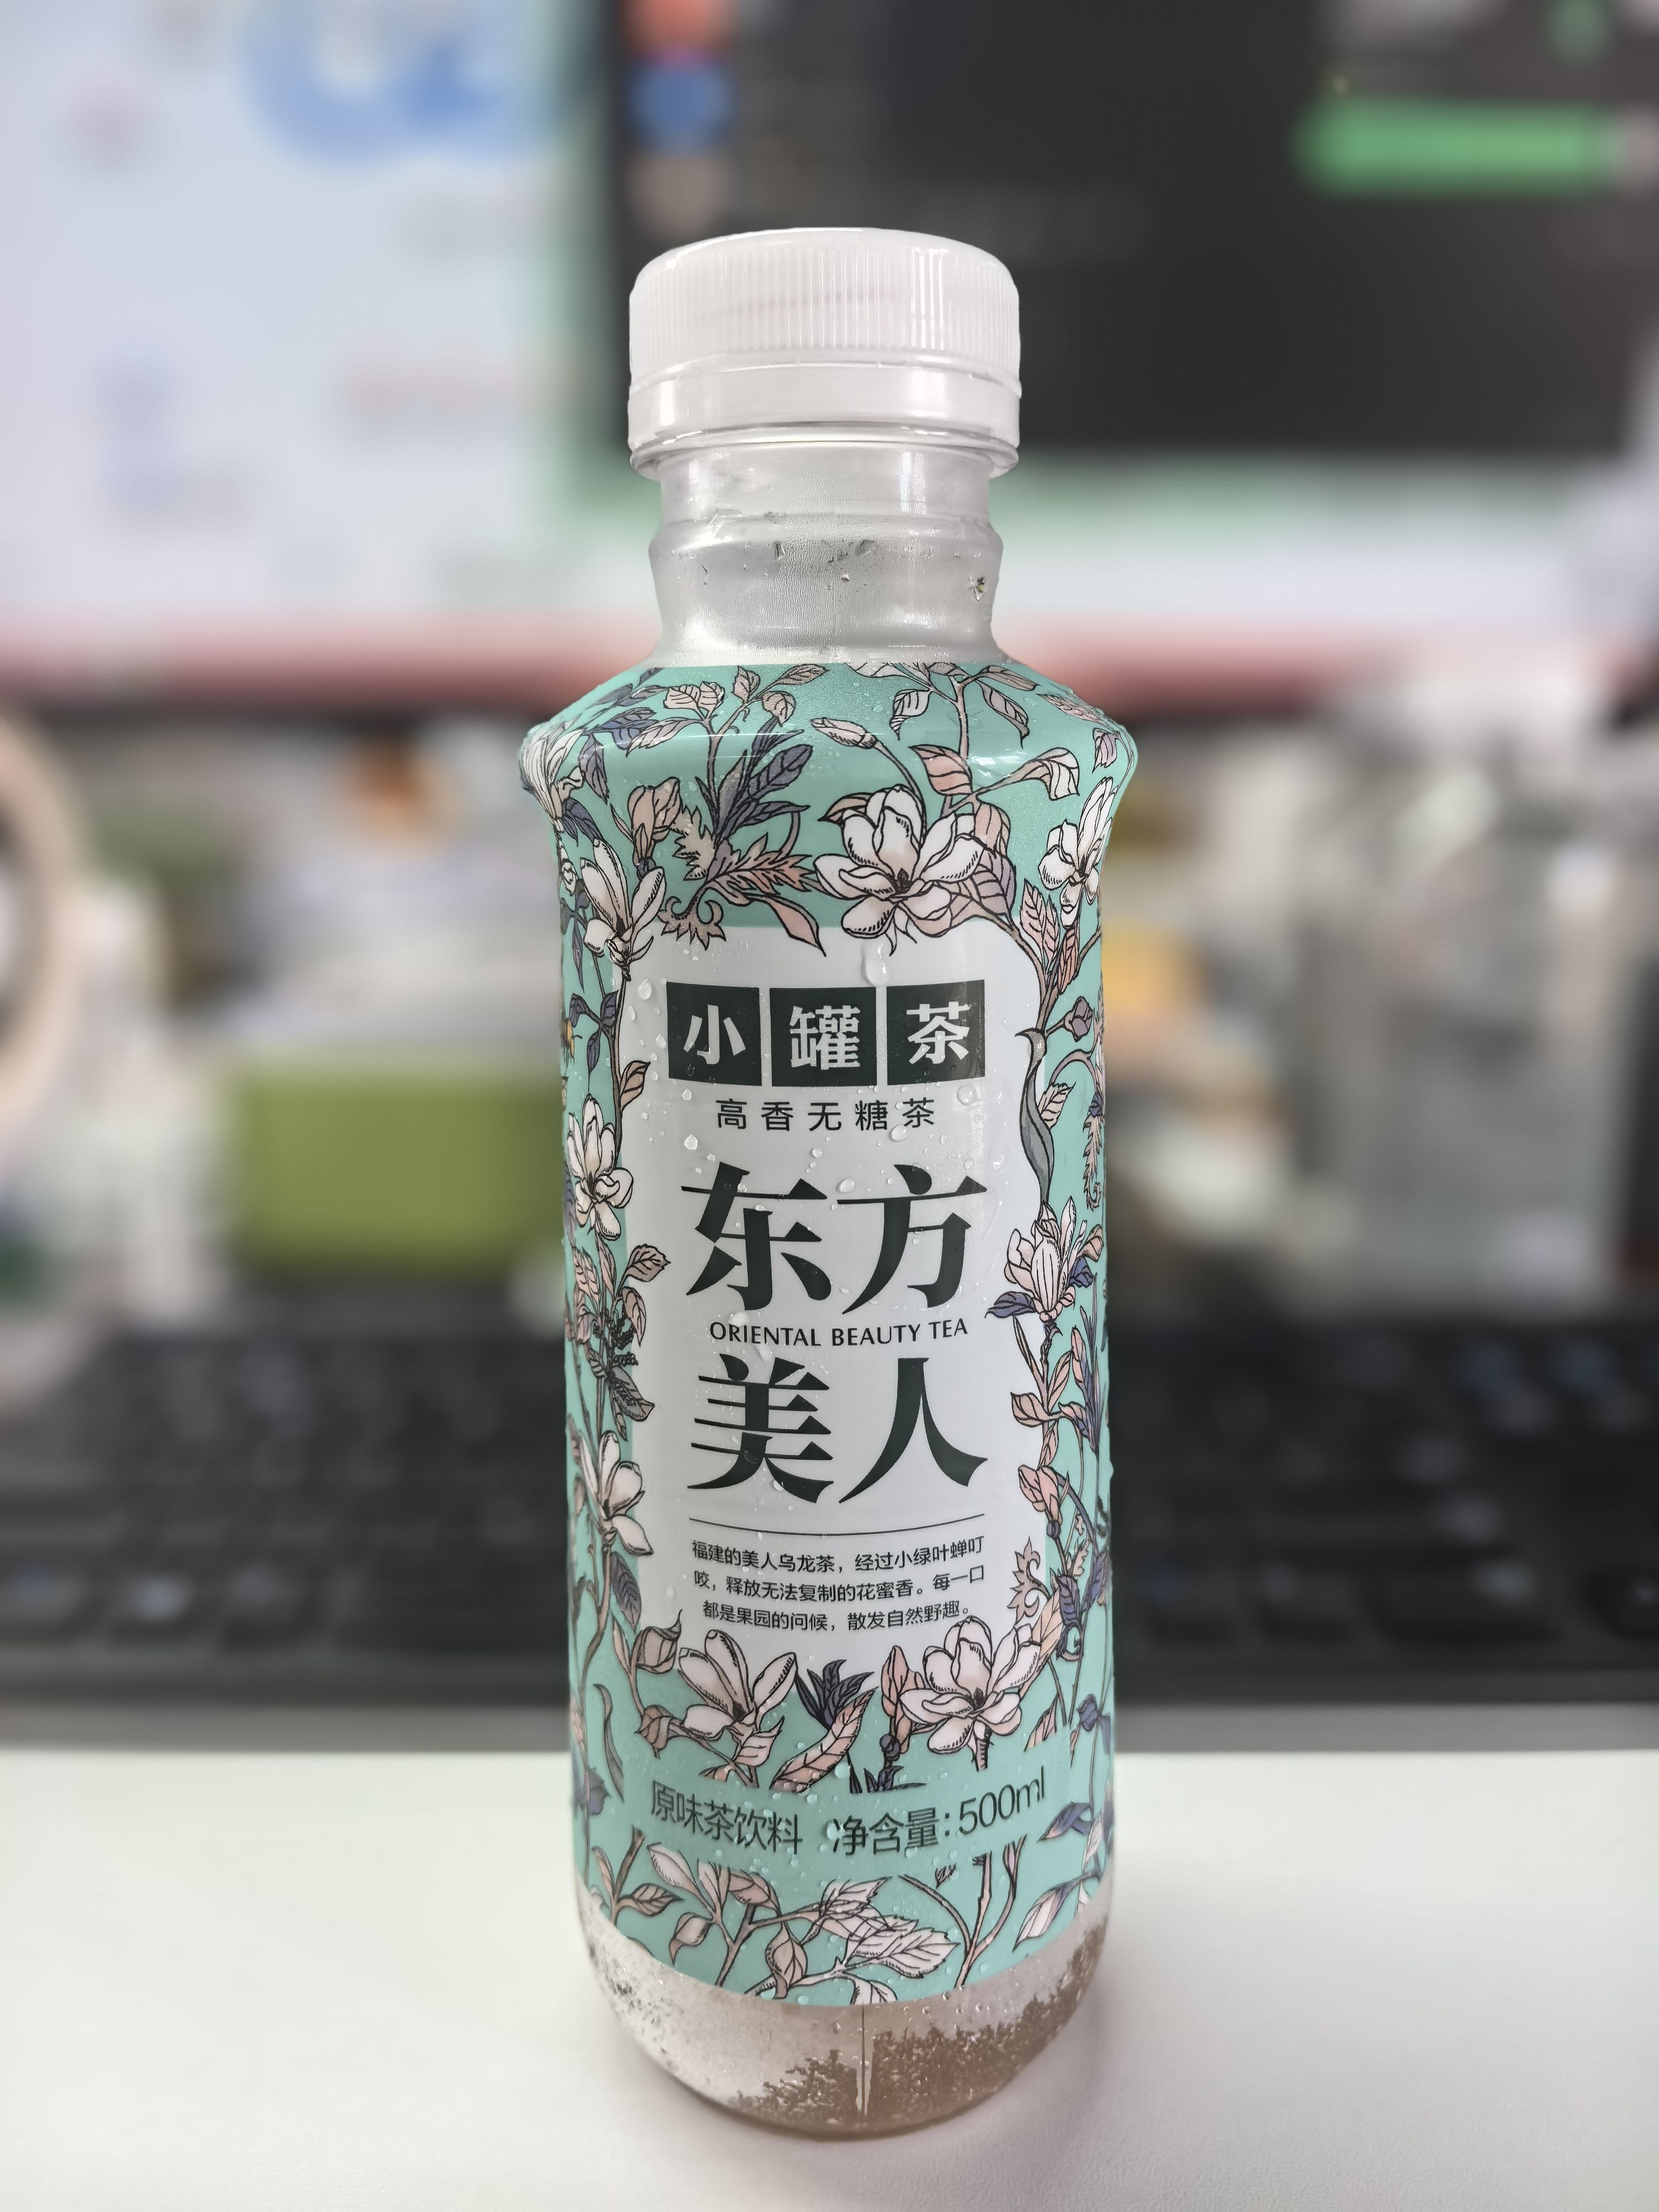 小罐茶
高香无糖茶
东方
ORIENTAL BEAUTY TEA
美人
福建的美人乌龙茶，经过小绿叶蝉叮
咬，释放无法复制的花蜜香。每一口
都是果园的问候，散发自然野趣。
原味茶饮料 净含量：500ml